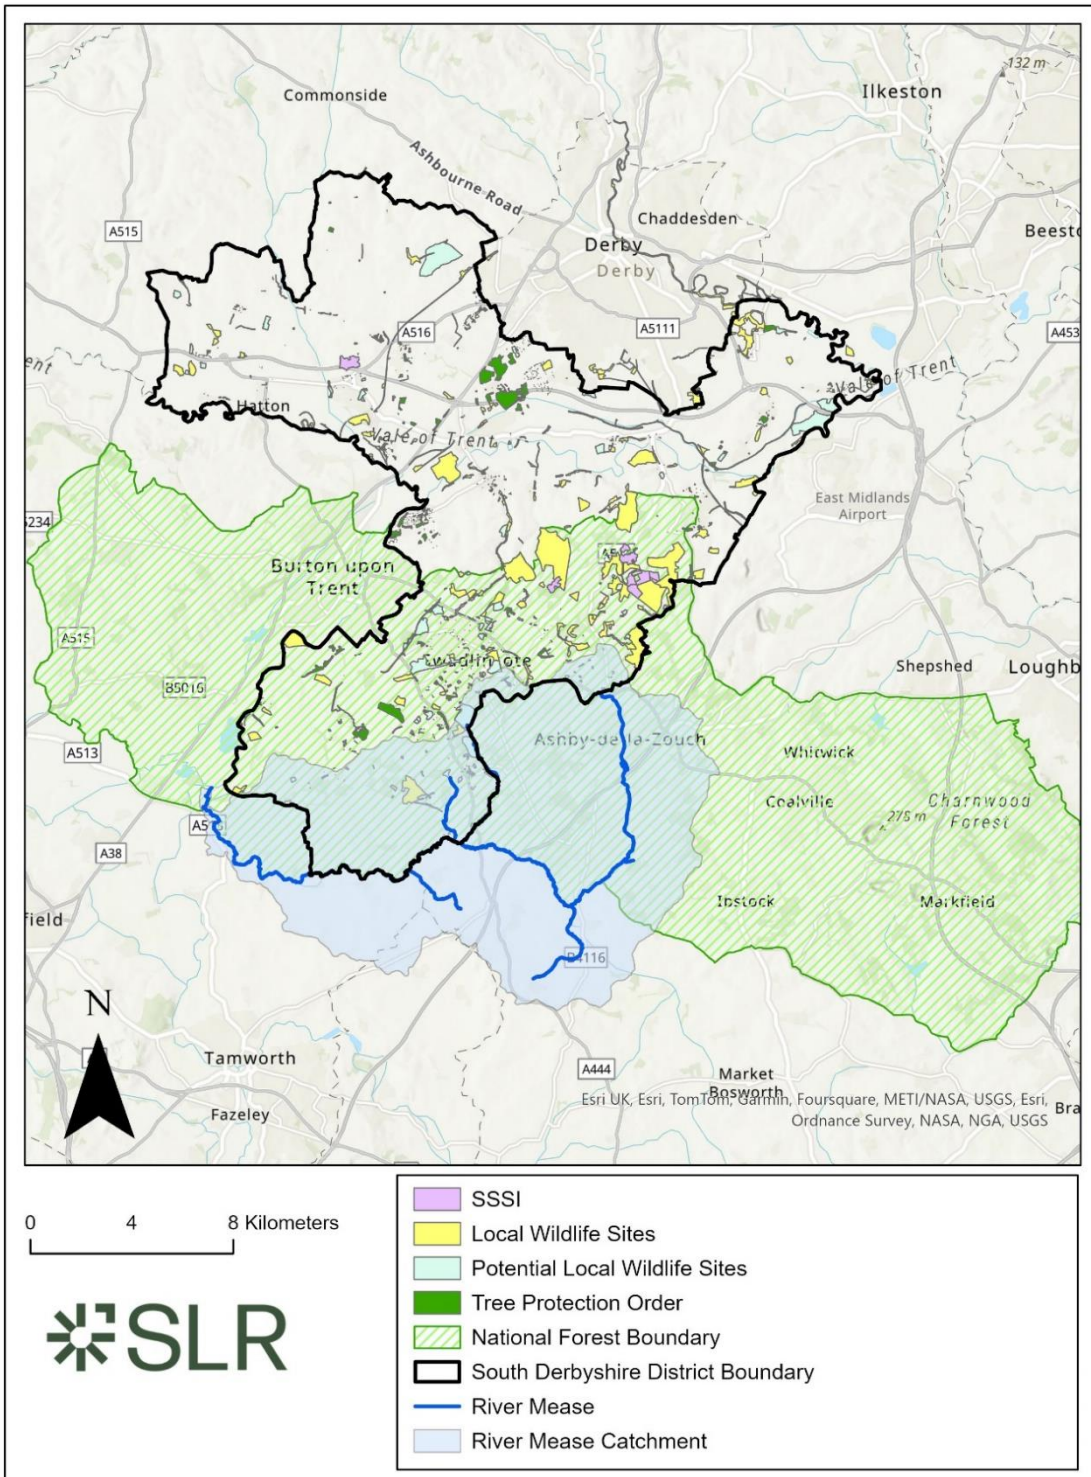 132 m
Ilkeston
Commonside
Ashbourne Road
Chaddesden
A515
Derby
Derby
A516
A5111
A453
Vale of Trent
Hatton
Vale of Trent
East Midlands
Airport
Burton upon
Trent
A515
B5016
Shepshed
A513
Ashby-de-la-Zouch
Whitwick
Coalville
Charnwood
Forest
278 m
A38
Ibstock
Markfield
B4116
N
Tamworth
A444
Market
Bosworth
Fazeley
Esri UK, Esri, TomTom, Garmin, Foursquare, METI/NASA, USGS, Esri,
Ordnance Survey, NASA, NGA, USGS
SSSI
Local Wildlife Sites
Potential Local Wildlife Sites
Tree Protection Order
National Forest Boundary
South Derbyshire District Boundary
River Mease
River Mease Catchment
0 4 8 Kilometers
SLR